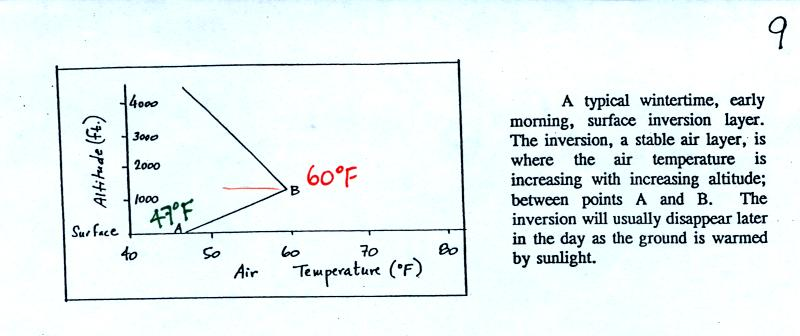 9
4000
3000
2000
1000
Altitude (ft.)
Surface
47°F
A
B
60°F
40 50 60 70 80
Air Temperature (°F)
A typical wintertime, early
morning, surface inversion layer.
The inversion, a stable air layer, is
where the air temperature is
increasing with increasing altitude;
between points A and B. The
inversion will usually disappear later
in the day as the ground is warmed
by sunlight.